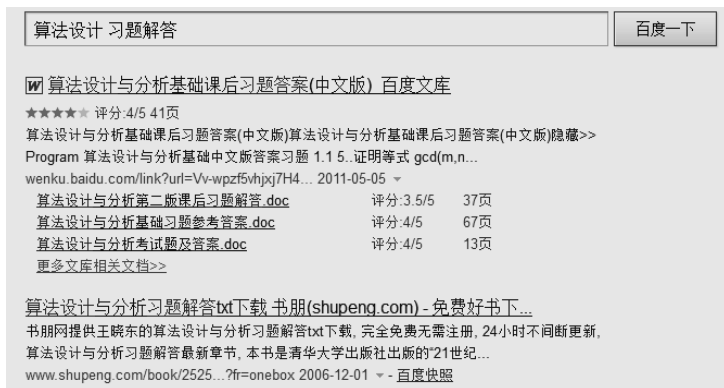 算法设计 习题解答 百度一下
算法设计与分析基础课后习题答案(中文版)_百度文库
★★★★★ 评分:4/5 41页
算法设计与分析基础课后习题答案(中文版)算法设计与分析基础课后习题答案(中文版)隐藏>>
Program 算法设计与分析基础中文版答案习题 1.1 5..证明等式 gcd(m,n...
wenku.baidu.com/link?url=Vv-wpzf5vhjxj7H4... 2011-05-05
算法设计与分析第二版课后习题解答.doc 评分:3.5/5 37页
算法设计与分析基础习题参考答案.doc 评分:4/5 67页
算法设计与分析考试题及答案.doc 评分:4/5 13页
更多文库相关文档>>
算法设计与分析习题解答txt下载 书朋(shupeng.com) - 免费好书下...
书朋网提供王晓东的算法设计与分析习题解答txt下载, 完全免费无需注册, 24小时不间断更新,
算法设计与分析习题解答最新章节, 本书是清华大学出版社出版的“21世纪...
www.shupeng.com/book/2525...?fr=onebox 2006-12-01 - 百度快照